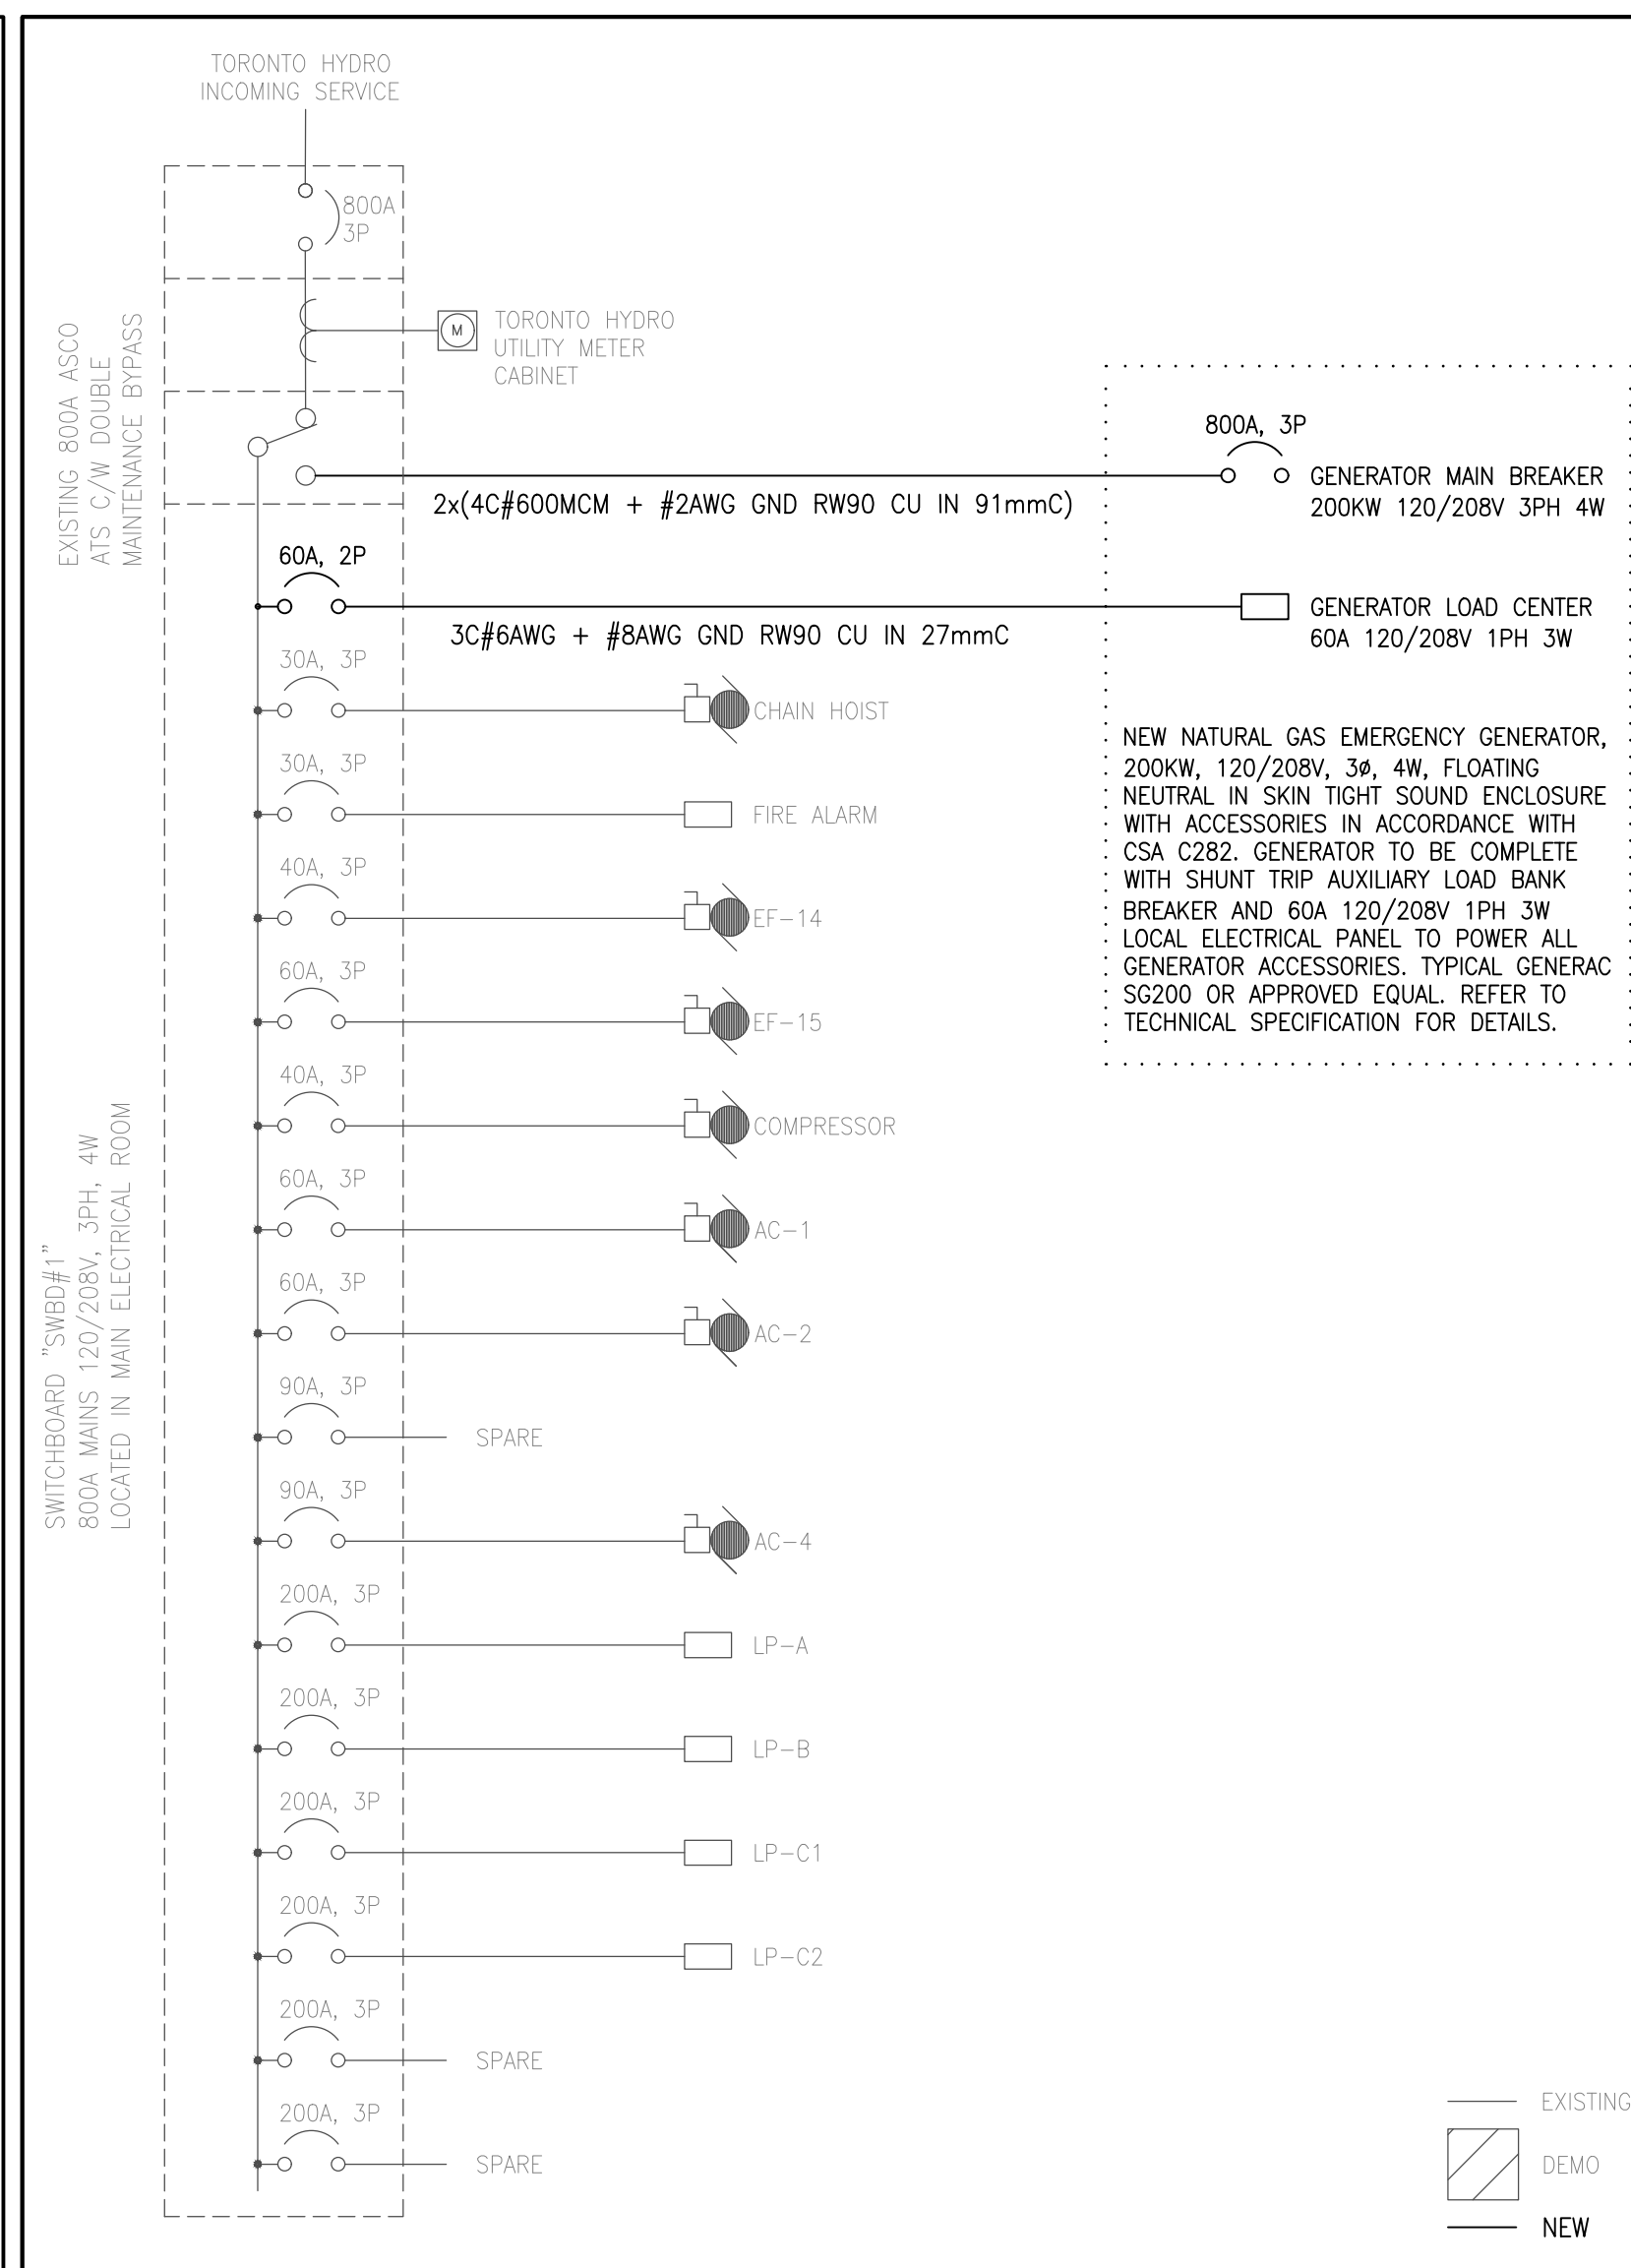 TORONTO HYDRO
INCOMING SERVICE
800A
3P
EXISTING 800A ASCO
ATS C/W DOUBLE
MAINTENANCE BYPASS
M
TORONTO HYDRO
UTILITY METER
CABINET
800A, 3P
GENERATOR MAIN BREAKER
200KW 120/208V 3PH 4W
2x(4C#600MCM + #2AWG GND RW90 CU IN 91mmC)
60A, 2P
GENERATOR LOAD CENTER
60A 120/208V 1PH 3W
3C#6AWG + #8AWG GND RW90 CU IN 27mmC
NEW NATURAL GAS EMERGENCY GENERATOR,
200KW, 120/208V, 3ø, 4W, FLOATING
NEUTRAL IN SKIN TIGHT SOUND ENCLOSURE
WITH ACCESSORIES IN ACCORDANCE WITH
CSA C282. GENERATOR TO BE COMPLETE
WITH SHUNT TRIP AUXILIARY LOAD BANK
BREAKER AND 60A 120/208V 1PH 3W
LOCAL ELECTRICAL PANEL TO POWER ALL
GENERATOR ACCESSORIES. TYPICAL GENERAC
SG200 OR APPROVED EQUAL. REFER TO
TECHNICAL SPECIFICATION FOR DETAILS.
SWITCHBOARD "SWBD#1"
800A MAINS 120/208V, 3PH, 4W
LOCATED IN MAIN ELECTRICAL ROOM
30A, 3P
CHAIN HOIST
30A, 3P
FIRE ALARM
40A, 3P
EF-14
60A, 3P
EF-15
40A, 3P
COMPRESSOR
60A, 3P
AC-1
60A, 3P
AC-2
90A, 3P
SPARE
90A, 3P
AC-4
200A, 3P
LP-A
200A, 3P
LP-B
200A, 3P
LP-C1
200A, 3P
LP-C2
200A, 3P
SPARE
200A, 3P
SPARE
EXISTING
DEMO
NEW